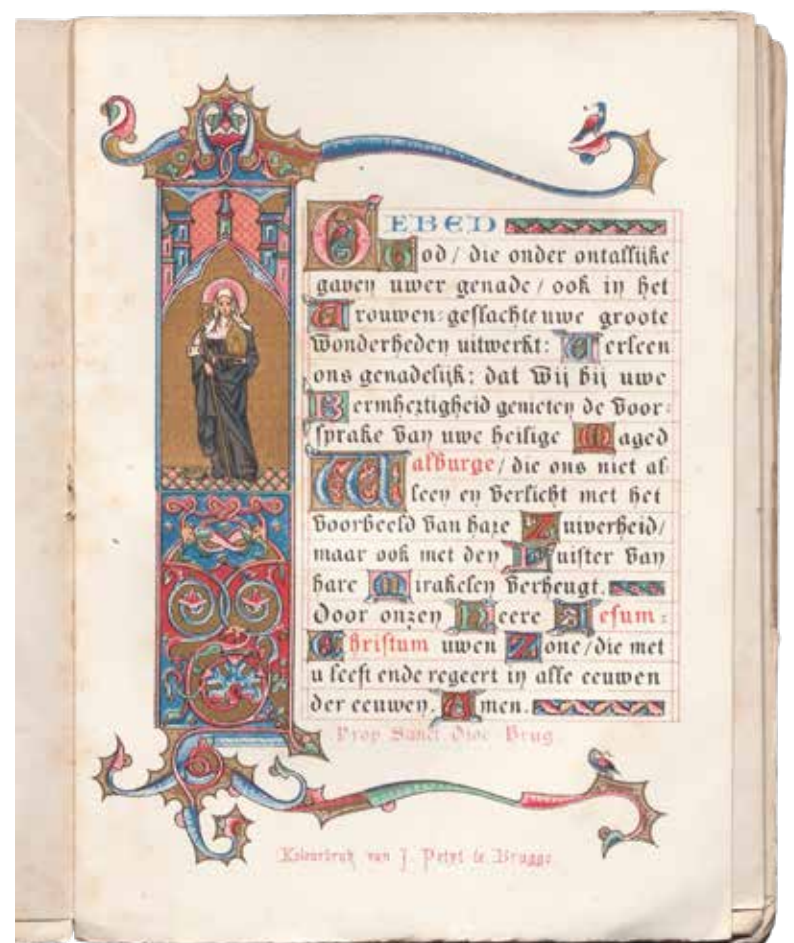 GEBED
God / die onder ontallijke
gaven uwer genade / ook in het
Vrouwen-geslachte uwe groote
Wonderheden uitwerkt: Verleen
ons genadelijk: dat Wij bij uwe
Bermhertigheid genieten de Voor-
sprake Van uwe heilige Maged
Walburge / die ons niet al
leen en Verlicht met het
Voorbeeld Van hare Zuiverheid /
maar ook met den Luister Van
hare Mirakelen Verheugt.
Door onzen Heere Jesum-
Christum uwen Zone / die met
u leeft ende regeert in alle eeuwen
der eeuwen. Amen.
Prop Sanct Dioc Brug
Kleurdruk van J. Petyt te Brugge